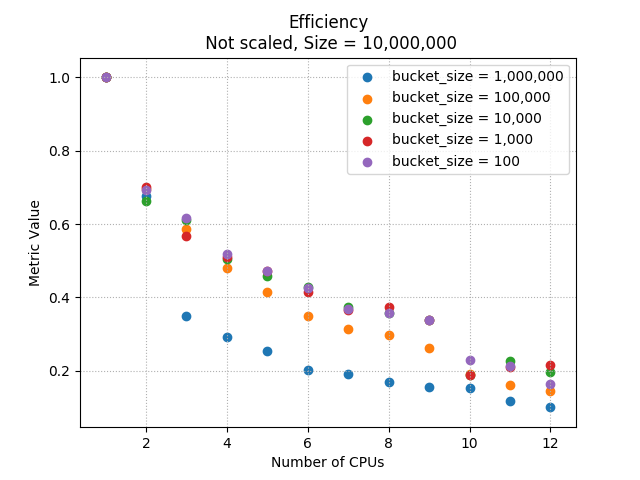 Efficiency
Not scaled, Size = 10,000,000
bucket_size = 1,000,000
bucket_size = 100,000
bucket_size = 10,000
bucket_size = 1,000
bucket_size = 100
Metric Value
1.0
0.8
0.6
0.4
0.2
2 4 6 8 10 12
Number of CPUs